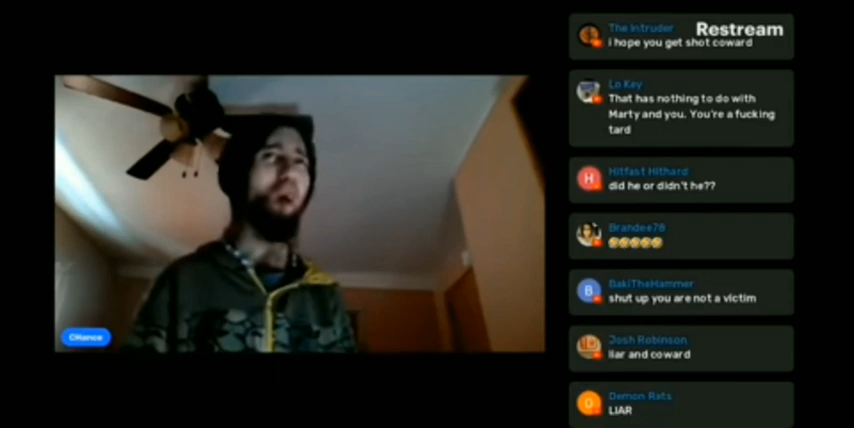 The Intruder
Restream
i hope you get shot coward
Lo Key
That has nothing to do with
Marty and you. You're a fucking
tard
H
Hitfast Hithard
did he or didn't he??
Brandee78
🤣🤣🤣🤣🤣
B
BakiTheHammer
shut up you are not a victim
CHance
Josh Robinson
liar and coward
D
Demon Rats
LIAR